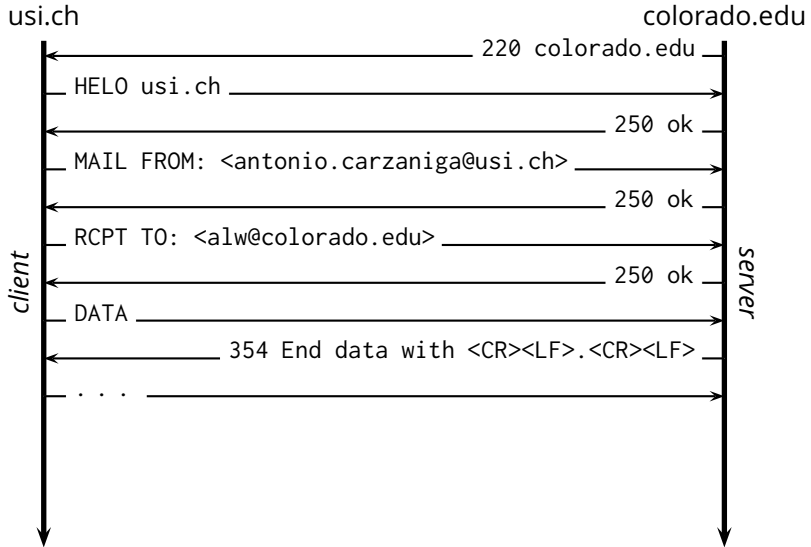 usi.ch
colorado.edu
220 colorado.edu
HELO usi.ch
250 ok
MAIL FROM: <antonio.carzaniga@usi.ch>
250 ok
RCPT TO: <alw@colorado.edu>
250 ok
client
server
DATA
354 End data with <CR><LF>.<CR><LF>
. . .